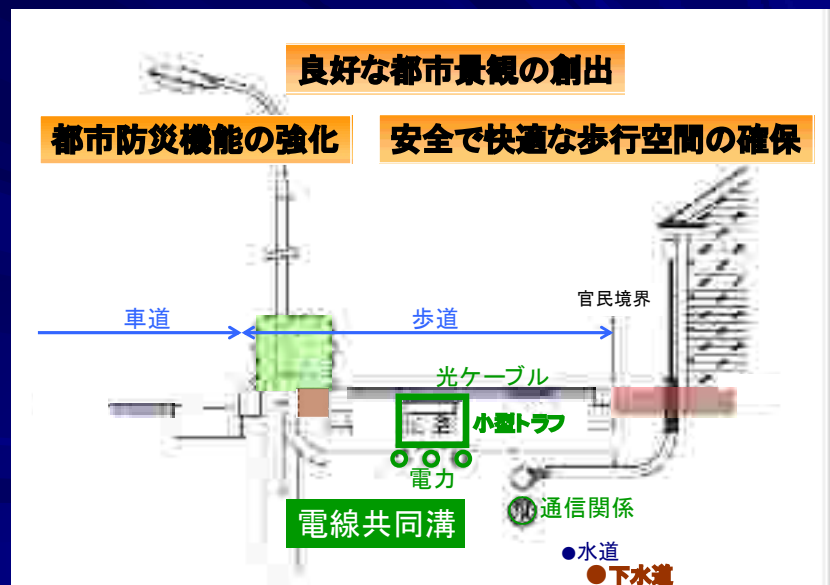 良好な都市景観の創出
都市防災機能の強化
安全で快適な歩行空間の確保
官民境界
車道
歩道
光ケーブル
小型トラフ
電力
電線共同溝
通信関係
●水道
●下水道